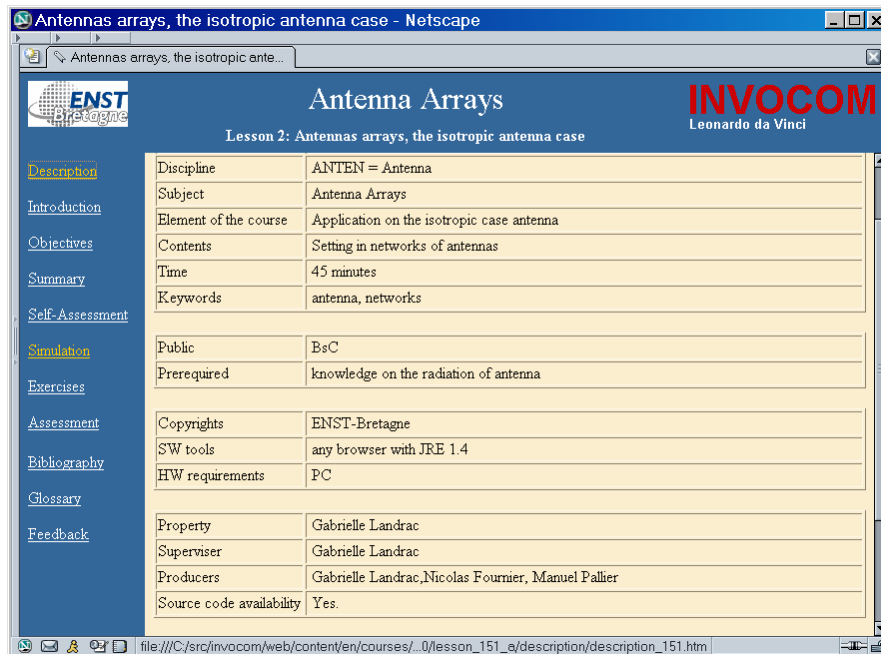 Antennas arrays, the isotropic antenna case - Netscape
Antennas arrays, the isotropic ante...
ENST
Bretagne
Antenna Arrays
Lesson 2: Antennas arrays, the isotropic antenna case
INVOCOM
Leonardo da Vinci
Description
Introduction
Objectives
Summary
Self-Assessment
Simulation
Exercises
Assessment
Bibliography
Glossary
Feedback
Discipline ANTEN = Antenna
Subject Antenna Arrays
Element of the course Application on the isotropic case antenna
Contents Setting in networks of antennas
Time 45 minutes
Keywords antenna, networks
Public BsC
Prerequired knowledge on the radiation of antenna
Copyrights ENST-Bretagne
SW tools any browser with JRE 1.4
HW requirements PC
Property Gabrielle Landrac
Superviser Gabrielle Landrac
Producers Gabrielle Landrac,Nicolas Fournier, Manuel Pallier
Source code availability Yes.
file:///C:/src/invocom/web/content/en/courses/...0/lesson_151_a/description/description_151.htm